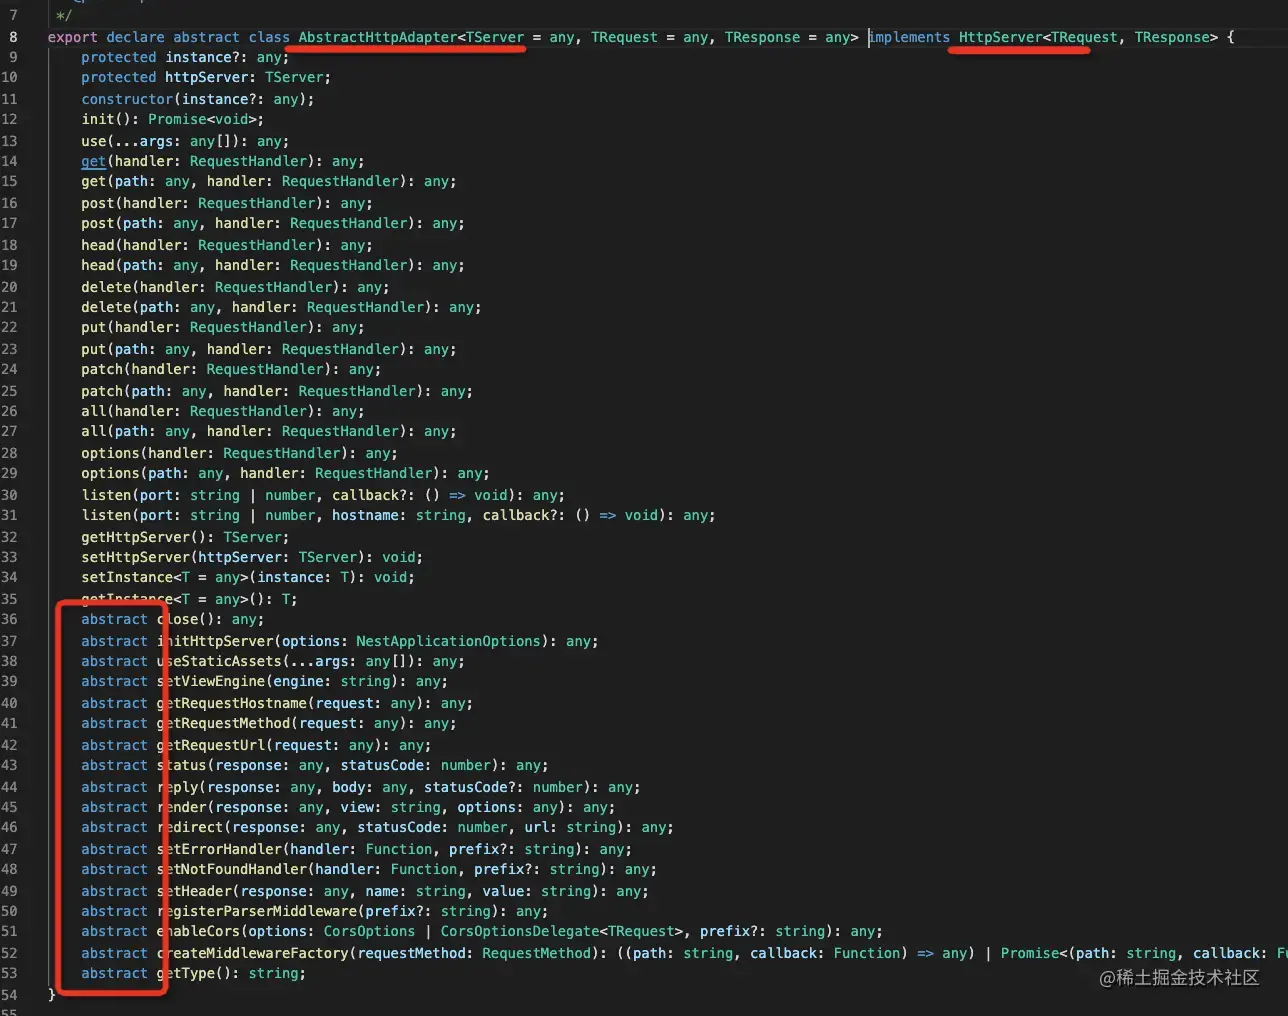 7 */
8 export declare abstract class AbstractHttpAdapter<TServer = any, TRequest = any, TResponse = any> implements HttpServer<TRequest, TResponse> {
9 protected instance?: any;
10 protected httpServer: TServer;
11 constructor(instance?: any);
12 init(): Promise<void>;
13 use(...args: any[]): any;
14 get(handler: RequestHandler): any;
15 get(path: any, handler: RequestHandler): any;
16 post(handler: RequestHandler): any;
17 post(path: any, handler: RequestHandler): any;
18 head(handler: RequestHandler): any;
19 head(path: any, handler: RequestHandler): any;
20 delete(handler: RequestHandler): any;
21 delete(path: any, handler: RequestHandler): any;
22 put(handler: RequestHandler): any;
23 put(path: any, handler: RequestHandler): any;
24 patch(handler: RequestHandler): any;
25 patch(path: any, handler: RequestHandler): any;
26 all(handler: RequestHandler): any;
27 all(path: any, handler: RequestHandler): any;
28 options(handler: RequestHandler): any;
29 options(path: any, handler: RequestHandler): any;
30 listen(port: string | number, callback?: () => void): any;
31 listen(port: string | number, hostname: string, callback?: () => void): any;
32 getHttpServer(): TServer;
33 setHttpServer(httpServer: TServer): void;
34 setInstance<T = any>(instance: T): void;
35 getInstance<T = any>(): T;
36 abstract close(): any;
37 abstract initHttpServer(options: NestApplicationOptions): any;
38 abstract useStaticAssets(...args: any[]): any;
39 abstract setViewEngine(engine: string): any;
40 abstract getRequestHostname(request: any): any;
41 abstract getRequestMethod(request: any): any;
42 abstract getRequestUrl(request: any): any;
43 abstract status(response: any, statusCode: number): any;
44 abstract reply(response: any, body: any, statusCode?: number): any;
45 abstract render(response: any, view: string, options: any): any;
46 abstract redirect(response: any, statusCode: number, url: string): any;
47 abstract setErrorHandler(handler: Function, prefix?: string): any;
48 abstract setNotFoundHandler(handler: Function, prefix?: string): any;
49 abstract setHeader(response: any, name: string, value: string): any;
50 abstract registerParserMiddleware(prefix?: string): any;
51 abstract enableCors(options: CorsOptions | CorsOptionsDelegate<TRequest>, prefix?: string): any;
52 abstract createMiddlewareFactory(requestMethod: RequestMethod): ((path: string, callback: Function) => any) | Promise<(path: string, callback: Fu
53 abstract getType(): string;
54 }
55
@稀土掘金技术社区